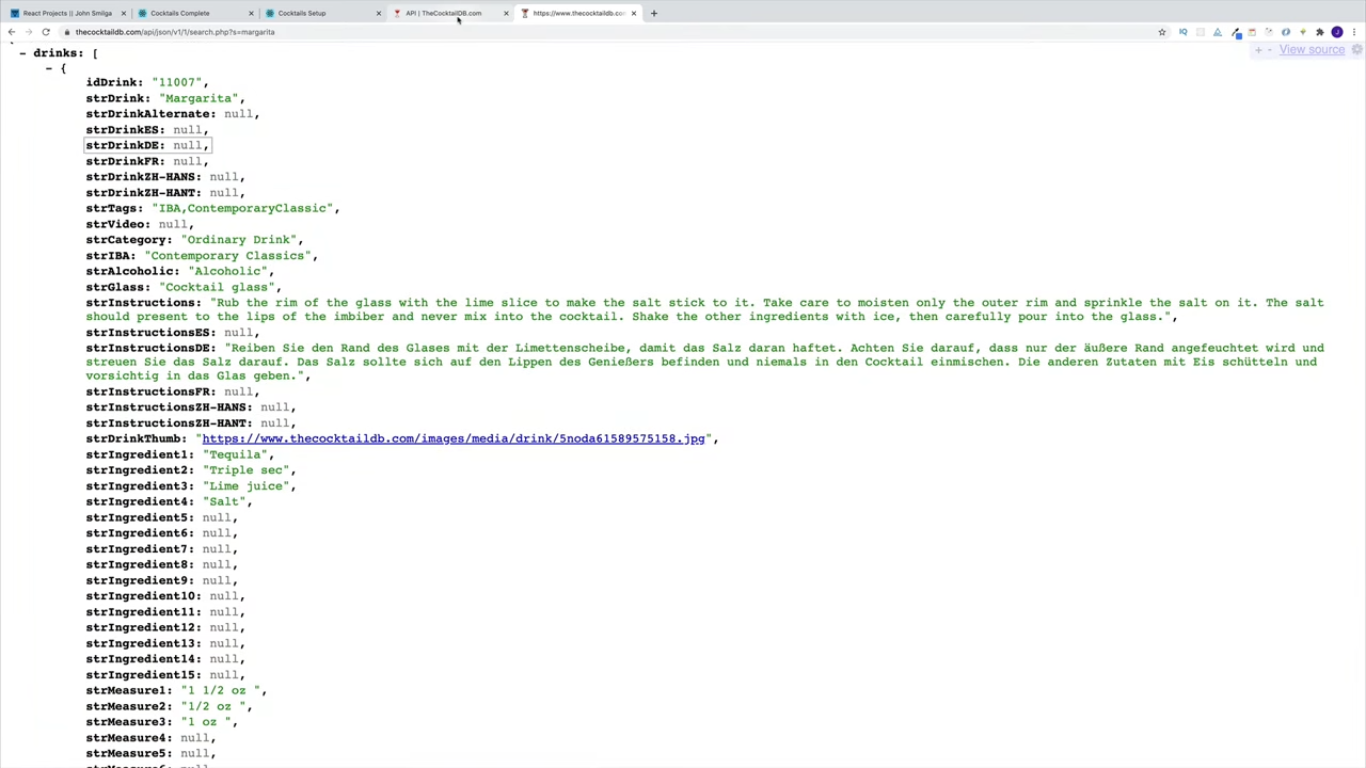 React Projects || John Smilga
Cocktails Complete
Cocktails Setup
API | TheCocktailDB.com
https://www.thecocktaildb.co
thecocktaildb.com/api/json/v1/1/search.php?s=margarita
+ - View source
- drinks: [
- {
idDrink: "11007",
strDrink: "Margarita",
strDrinkAlternate: null,
strDrinkES: null,
strDrinkDE: null,
strDrinkFR: null,
strDrinkZH-HANS: null,
strDrinkZH-HANT: null,
strTags: "IBA,ContemporaryClassic",
strVideo: null,
strCategory: "Ordinary Drink",
strIBA: "Contemporary Classics",
strAlcoholic: "Alcoholic",
strGlass: "Cocktail glass",
strInstructions: "Rub the rim of the glass with the lime slice to make the salt stick to it. Take care to moisten only the outer rim and sprinkle the salt on it. The salt
should present to the lips of the imbiber and never mix into the cocktail. Shake the other ingredients with ice, then carefully pour into the glass.",
strInstructionsES: null,
strInstructionsDE: "Reiben Sie den Rand des Glases mit der Limettenscheibe, damit das Salz daran haftet. Achten Sie darauf, dass nur der äußere Rand angefeuchtet wird und
streuen Sie das Salz darauf. Das Salz sollte sich auf den Lippen des Genießers befinden und niemals in den Cocktail einmischen. Die anderen Zutaten mit Eis schütteln und
vorsichtig in das Glas geben.",
strInstructionsFR: null,
strInstructionsZH-HANS: null,
strInstructionsZH-HANT: null,
strDrinkThumb: "https://www.thecocktaildb.com/images/media/drink/5noda61589575158.jpg",
strIngredient1: "Tequila",
strIngredient2: "Triple sec",
strIngredient3: "Lime juice",
strIngredient4: "Salt",
strIngredient5: null,
strIngredient6: null,
strIngredient7: null,
strIngredient8: null,
strIngredient9: null,
strIngredient10: null,
strIngredient11: null,
strIngredient12: null,
strIngredient13: null,
strIngredient14: null,
strIngredient15: null,
strMeasure1: "1 1/2 oz ",
strMeasure2: "1/2 oz ",
strMeasure3: "1 oz ",
strMeasure4: null,
strMeasure5: null,